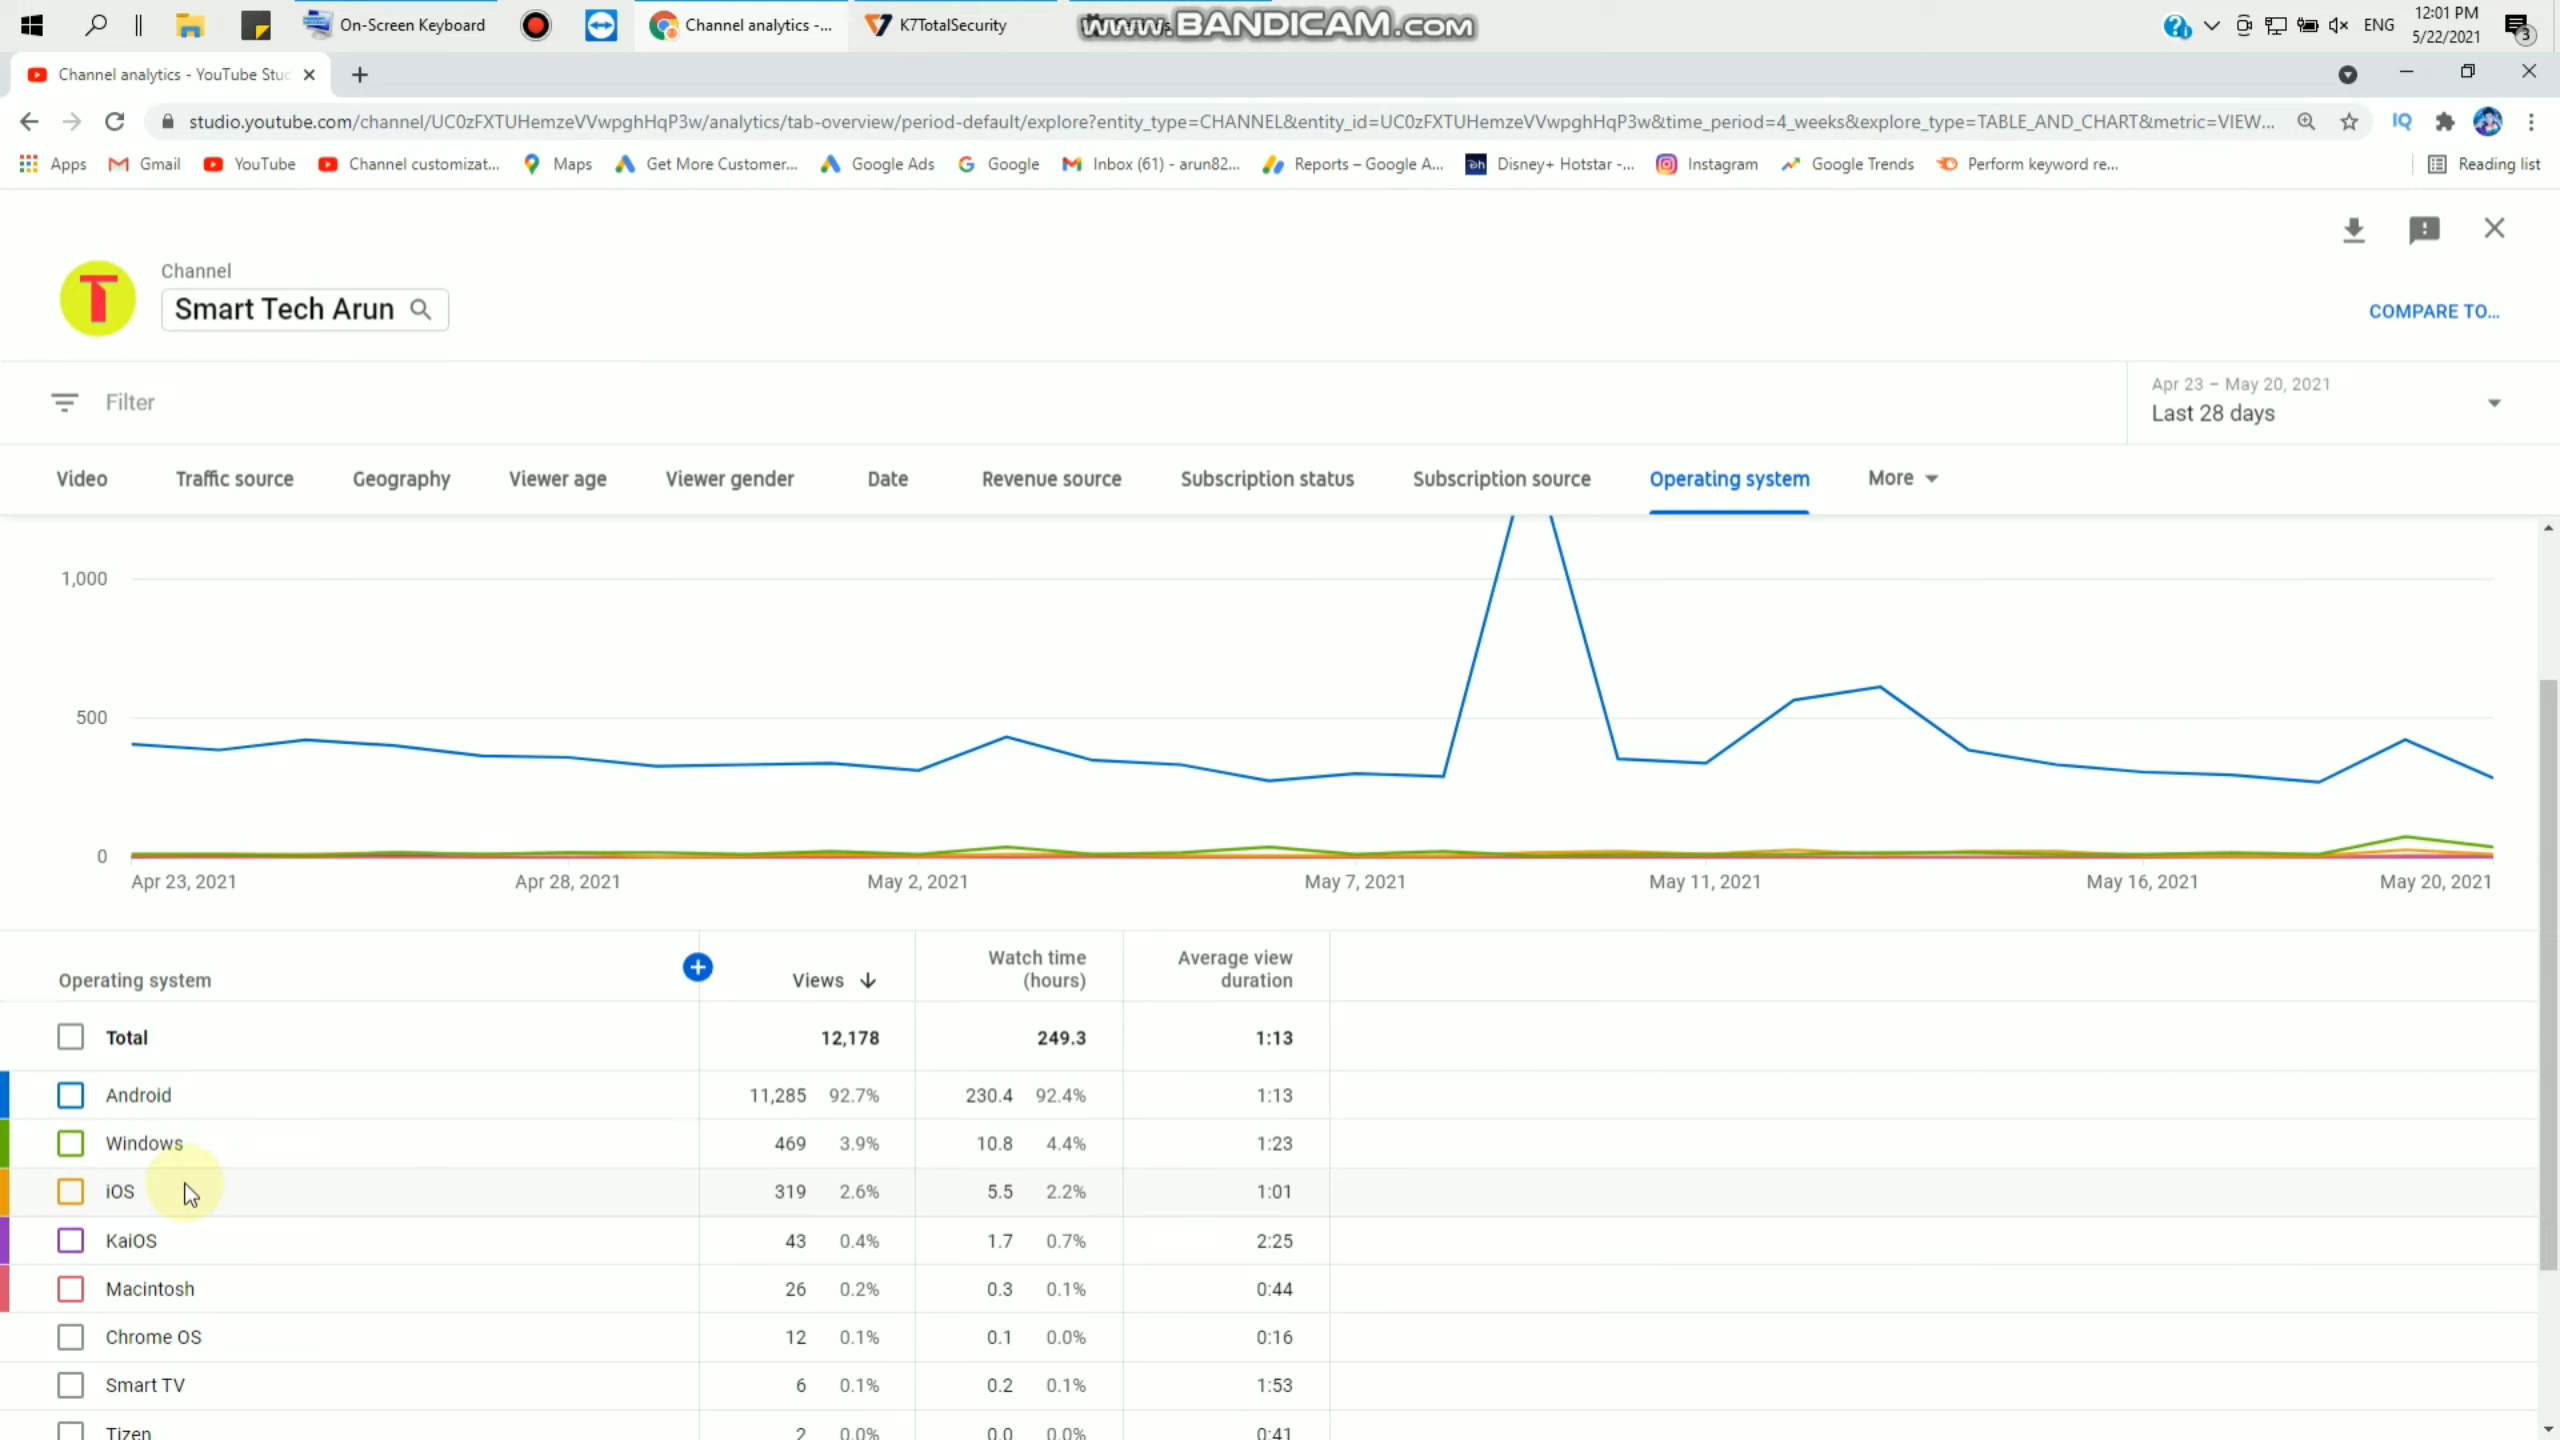 On-Screen Keyboard
Channel analytics -...
K7TotalSecurity
www.BANDICAM.com
ENG
12:01 PM
5/22/2021
3
Channel analytics - YouTube Stud
studio.youtube.com/channel/UC0zFXTUHemzeVVwpghHqP3w/analytics/tab-overview/period-default/explore?entity_type=CHANNEL&entity_id=UC0zFXTUHemzeVVwpghHqP3w&time_period=4_weeks&explore_type=TABLE_AND_CHART&metric=VIEW...
IQ
Apps
Gmail
YouTube
Channel customizat...
Maps
Get More Customer...
Google Ads
Google
Inbox (61) - arun82...
Reports – Google A...
Disney+ Hotstar -...
Instagram
Google Trends
Perform keyword re...
Reading list
T
Channel
Smart Tech Arun
COMPARE TO...
Filter
Apr 23 – May 20, 2021
Last 28 days
Video
Traffic source
Geography
Viewer age
Viewer gender
Date
Revenue source
Subscription status
Subscription source
Operating system
More
1,000
500
0
Apr 23, 2021
Apr 28, 2021
May 2, 2021
May 7, 2021
May 11, 2021
May 16, 2021
May 20, 2021
Operating system
Views
Watch time
(hours)
Average view
duration
Total 12,178 249.3 1:13
Android 11,285 92.7% 230.4 92.4% 1:13
Windows 469 3.9% 10.8 4.4% 1:23
iOS 319 2.6% 5.5 2.2% 1:01
KaiOS 43 0.4% 1.7 0.7% 2:25
Macintosh 26 0.2% 0.3 0.1% 0:44
Chrome OS 12 0.1% 0.1 0.0% 0:16
Smart TV 6 0.1% 0.2 0.1% 1:53
Tizen 2 0.0% 0.0 0.0% 0:41